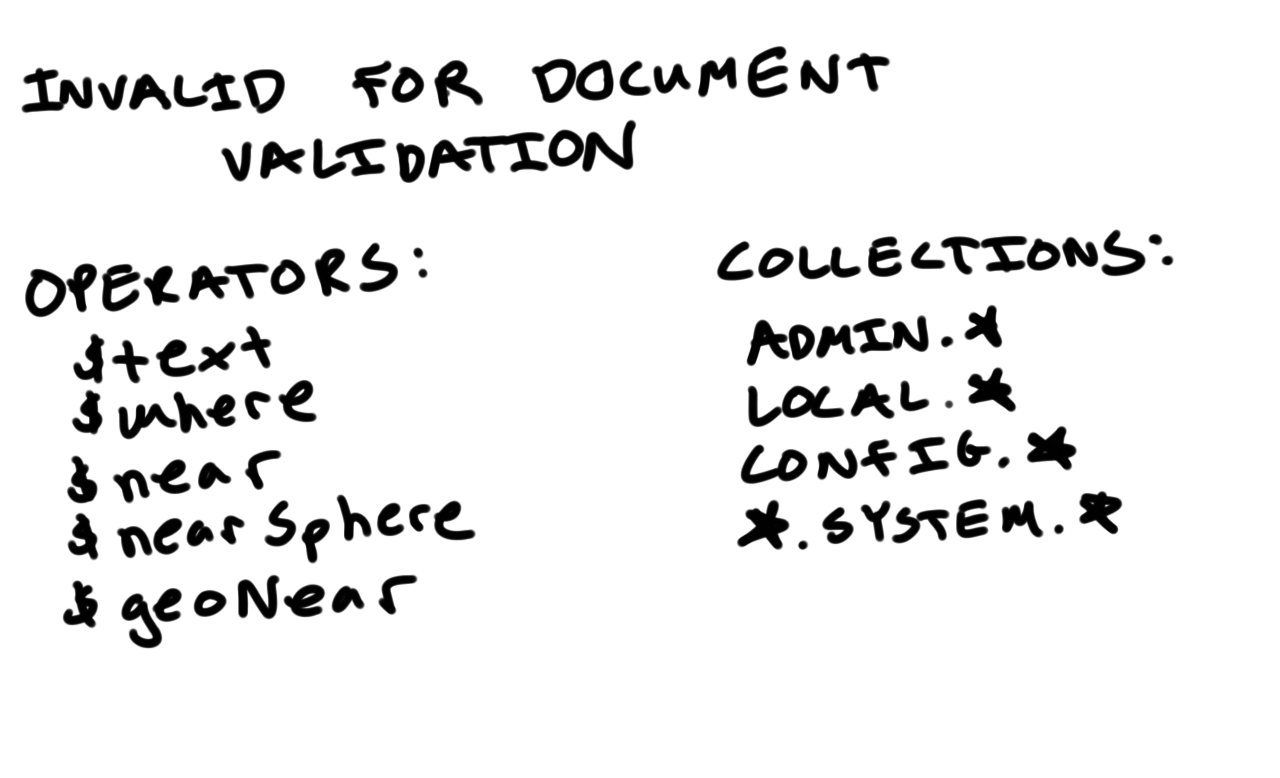 INVALID FOR DOCUMENT
VALIDATION
OPERATORS:
$text
$where
$near
$nearSphere
$geoNear
COLLECTIONS:
ADMIN.*
LOCAL.*
CONFIG.*
*.SYSTEM.*